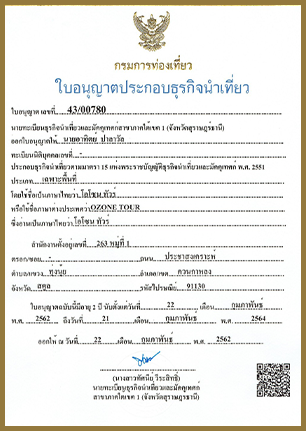 กรมการท่องเที่ยว
ใบอนุญาตประกอบธุรกิจนำเที่ยว
ใบอนุญาตเลขที่ 43/00780
นายทะเบียนธุรกิจนำเที่ยวและมัคคุเทศก์สาขาภาคใต้เขต 1 (จังหวัดสุราษฎร์ธานี)
ออกใบอนุญาตให้ นายอาทิตย์ ปาลาวัล
ทะเบียนนิติบุคคลเลขที่ -
ประกอบธุรกิจนำเที่ยวตามมาตรา 15 แห่งพระราชบัญญัติธุรกิจนำเที่ยวและมัคคุเทศก์ พ.ศ. 2551
ประเภท เฉพาะพื้นที่
โดยใช้ชื่อเป็นภาษาไทยว่า โอโซน ทัวร์
หรือใช้ชื่อภาษาต่างประเทศว่า OZONE TOUR
ซึ่งอ่านเป็นภาษาไทยว่า โอโซน ทัวร์
สำนักงานตั้งอยู่เลขที่ 263 หมู่ที่ 1
ตรอก/ซอย - ถนน ประชาสงเคราะห์
ตำบล/แขวง ทุ่งนุ้ย อำเภอ/เขต ควนกาหลง
จังหวัด สตูล รหัสไปรษณีย์ 91130
ใบอนุญาตฉบับนี้มีอายุ 2 ปี นับตั้งแต่วันที่ 22 เดือน กุมภาพันธ์
พ.ศ. 2562 ถึงวันที่ 21 เดือน กุมภาพันธ์ พ.ศ. 2564
ออกให้ ณ วันที่ 22 เดือน กุมภาพันธ์ พ.ศ. 2562
(นางสาวทัศนีย์ วีระสิทธิ์)
นายทะเบียนธุรกิจนำเที่ยวและมัคคุเทศก์
สาขาภาคใต้เขต 1 (จังหวัดสุราษฎร์ธานี)